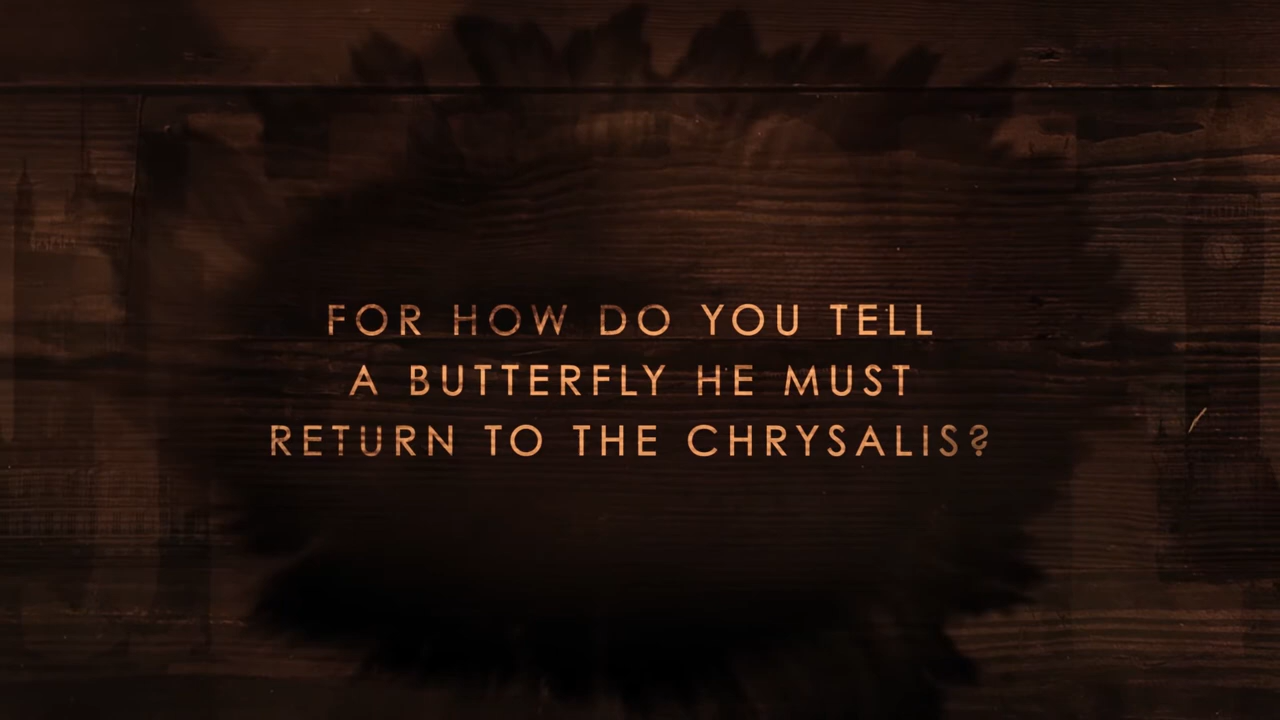 FOR HOW DO YOU TELL
A BUTTERFLY HE MUST
RETURN TO THE CHRYSALIS?